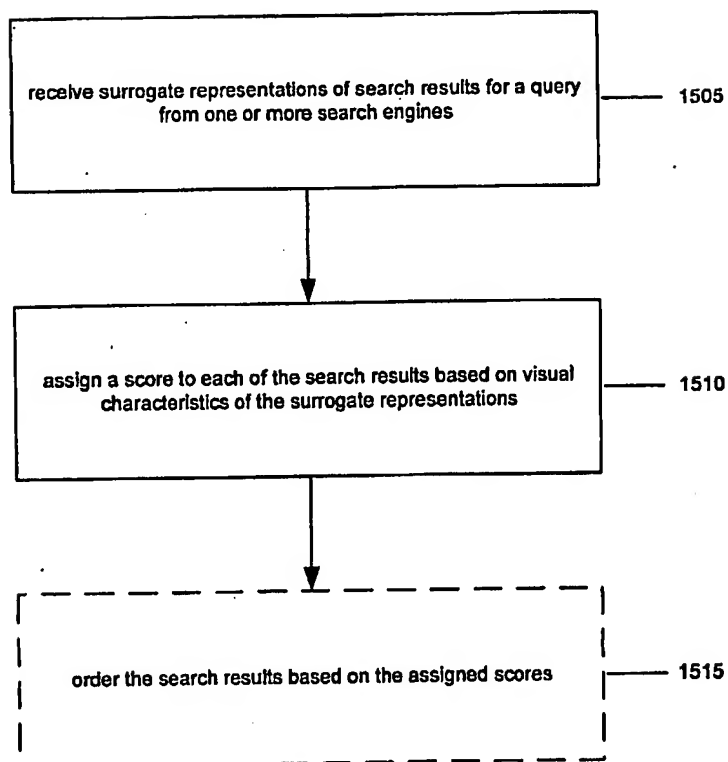 receive surrogate representations of search results for a query
from one or more search engines
1505
assign a score to each of the search results based on visual
characteristics of the surrogate representations
1510
order the search results based on the assigned scores
1515